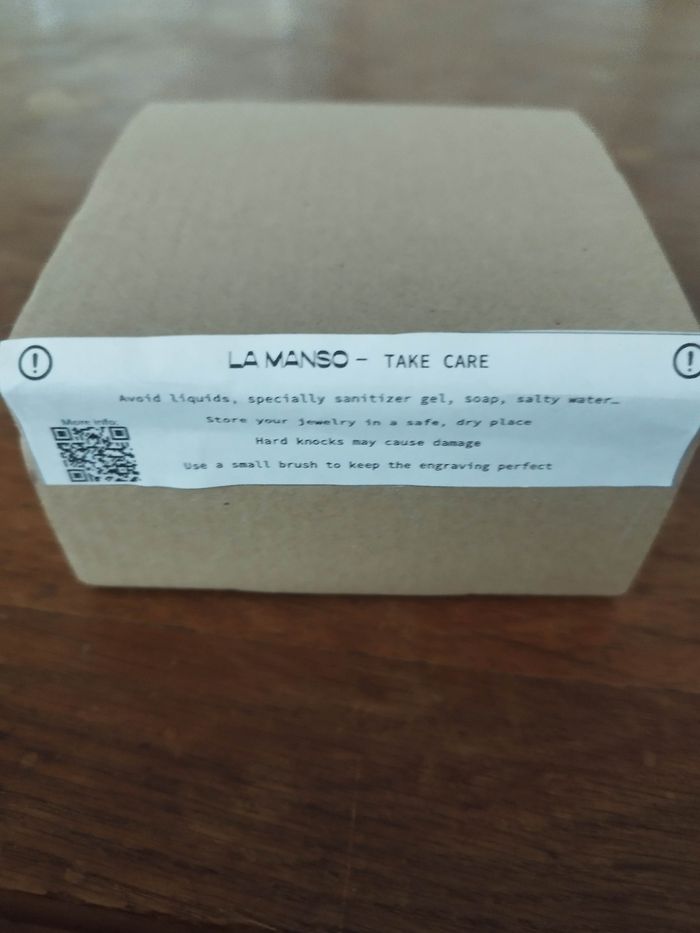 LA MANSO – TAKE CARE
Avoid liquids, specially sanitizer gel, soap, salty water…
Store your jewelry in a safe, dry place
Hard knocks may cause damage
Use a small brush to keep the engraving perfect
More info: